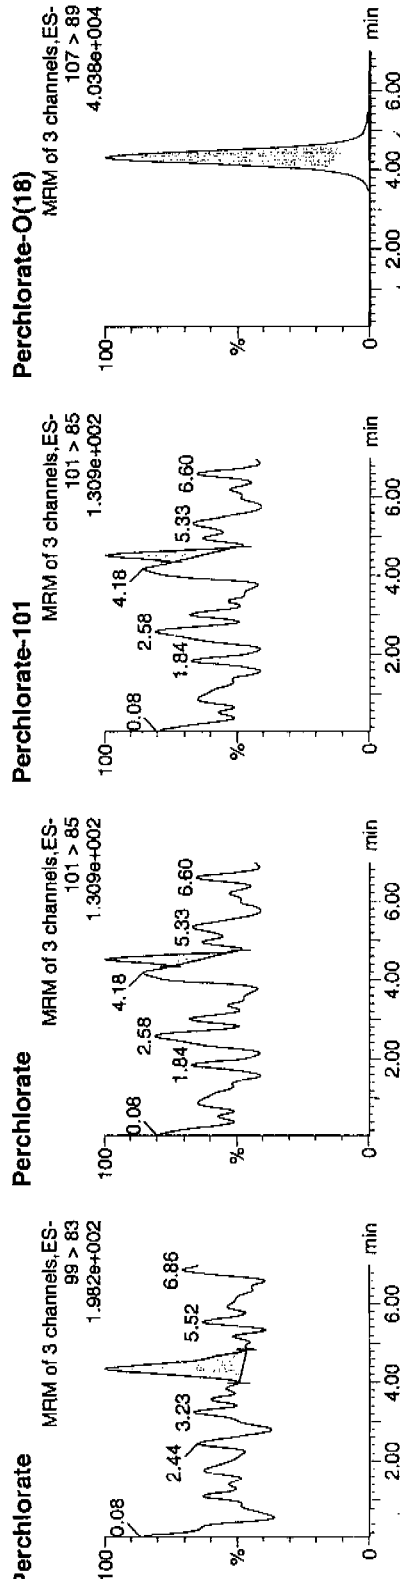 Perchlorate
MRM of 3 channels,ES-
99 > 83
1.982e+002
100
%
0
0.08
2.44
3.23
5.52
6.86
2.00
4.00
6.00
min
Perchlorate
MRM of 3 channels,ES-
101 > 85
1.309e+002
100
%
0
0.08
1.84
2.58
4.18
5.33
6.60
2.00
4.00
6.00
min
Perchlorate-101
MRM of 3 channels,ES-
101 > 85
1.309e+002
100
%
0
0.08
1.84
2.58
4.18
5.33
6.60
2.00
4.00
6.00
min
Perchlorate-O(18)
MRM of 3 channels,ES-
107 > 89
4.038e+004
100
%
0
2.00
4.00
6.00
min